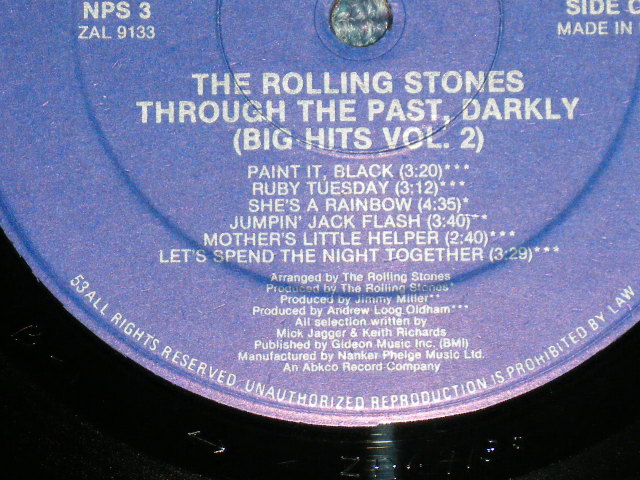 NPS 3
ZAL 9133
SIDE
MADE IN
THE ROLLING STONES
THROUGH THE PAST, DARKLY
(BIG HITS VOL. 2)
PAINT IT, BLACK (3:20)***
RUBY TUESDAY (3:12)***
SHE'S A RAINBOW (4:35)*
JUMPIN' JACK FLASH (3:40)**
MOTHER'S LITTLE HELPER (2:40)***
LET'S SPEND THE NIGHT TOGETHER (3:29)***
Arranged by The Rolling Stones
Produced by The Rolling Stones*
Produced by Jimmy Miller**
Produced by Andrew Loog Oldham***
All selection written by
Mick Jagger & Keith Richards
Published by Gideon Music Inc. (BMI)
Manufactured by Nanker Phelge Music Ltd.
An Abkco Record Company
53 ALL RIGHTS RESERVED, UNAUTHORIZED REPRODUCTION IS PROHIBITED BY LAW